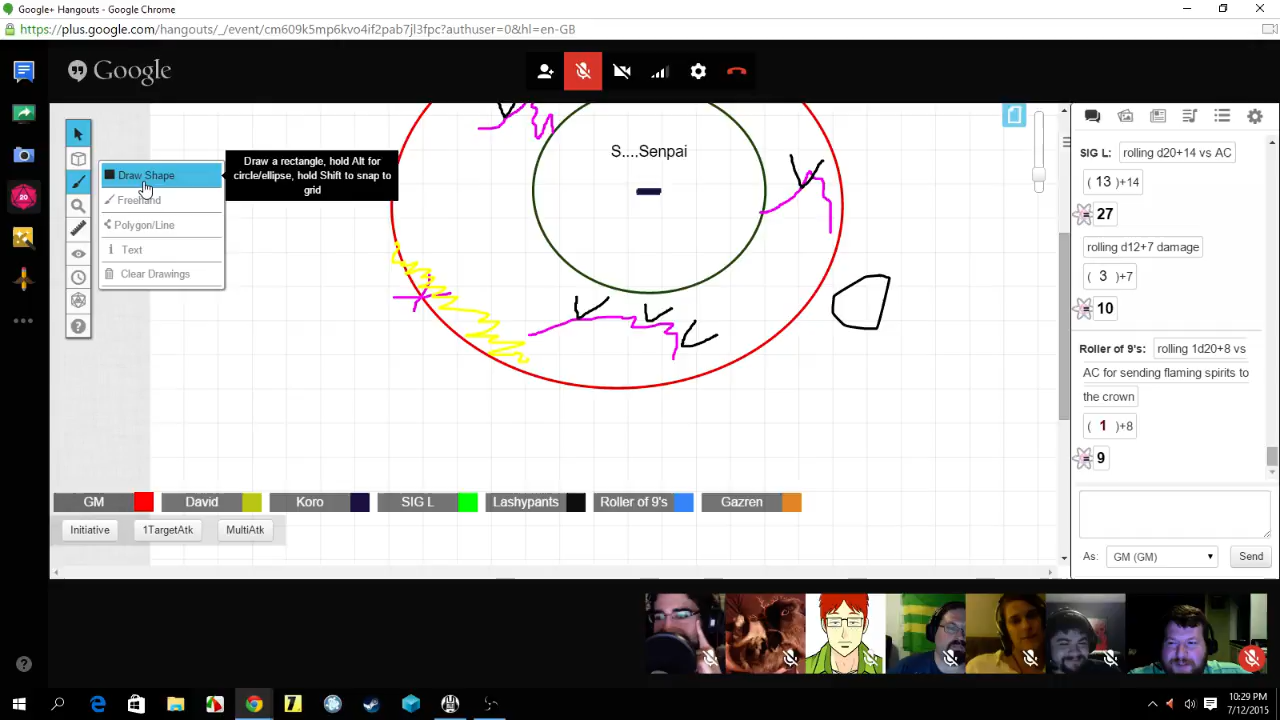 Google+ Hangouts - Google Chrome
https://plus.google.com/hangouts/_/event/cm609k5mp6kvo4if2pab7jl3fpc?authuser=0&hl=en-GB
Google
Draw Shape
Freehand
Polygon/Line
Text
Clear Drawings
Draw a rectangle, hold Alt for
circle/ellipse, hold Shift to snap to
grid
S....Senpai
SIG L: rolling d20+14 vs AC
( 13 )+14
= 27
rolling d12+7 damage
( 3 )+7
= 10
Roller of 9's: rolling 1d20+8 vs
AC for sending flaming spirits to
the crown
( 1 )+8
= 9
GM David Koro SIG L Lashypants Roller of 9's Gazren
Initiative 1TargetAtk MultiAtk
As: GM (GM) Send
10:29 PM
7/12/2015